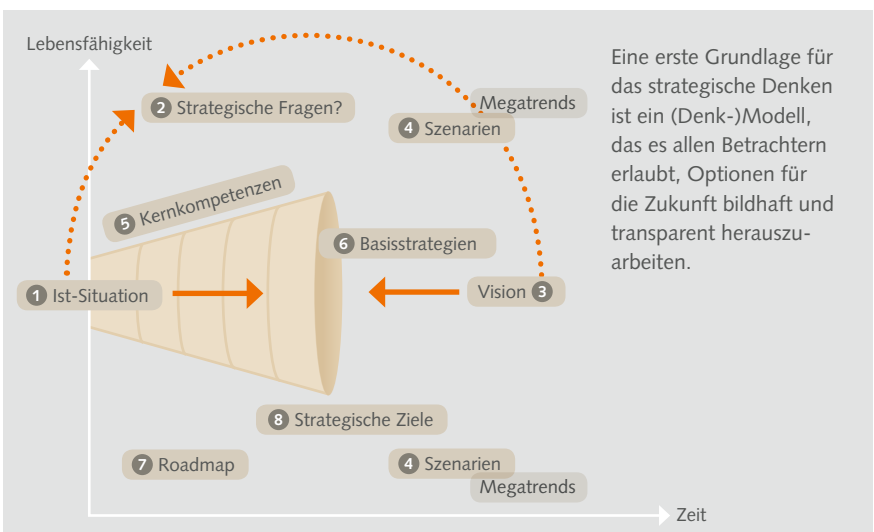 Lebensfähigkeit
2 Strategische Fragen?
Megatrends
4 Szenarien
5 Kernkompetenzen
6 Basisstrategien
1 Ist-Situation
Vision 3
8 Strategische Ziele
7 Roadmap
4 Szenarien
Megatrends
Zeit
Eine erste Grundlage für
das strategische Denken
ist ein (Denk-)Modell,
das es allen Betrachtern
erlaubt, Optionen für
die Zukunft bildhaft und
transparent herauszu-
arbeiten.